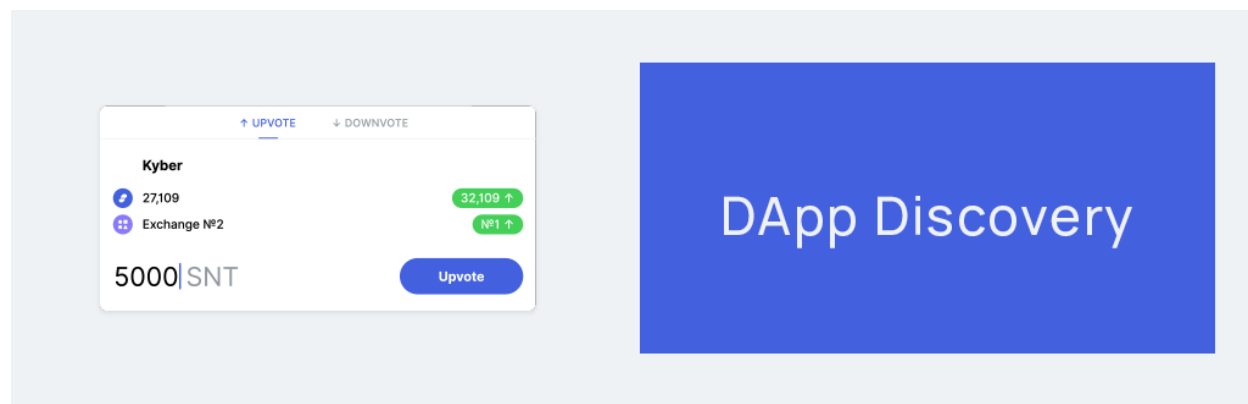 ↑ UPVOTE ↓ DOWNVOTE
Kyber
27,109 32,109 ↑
Exchange №2 №1 ↑
5000 SNT Upvote
DApp Discovery